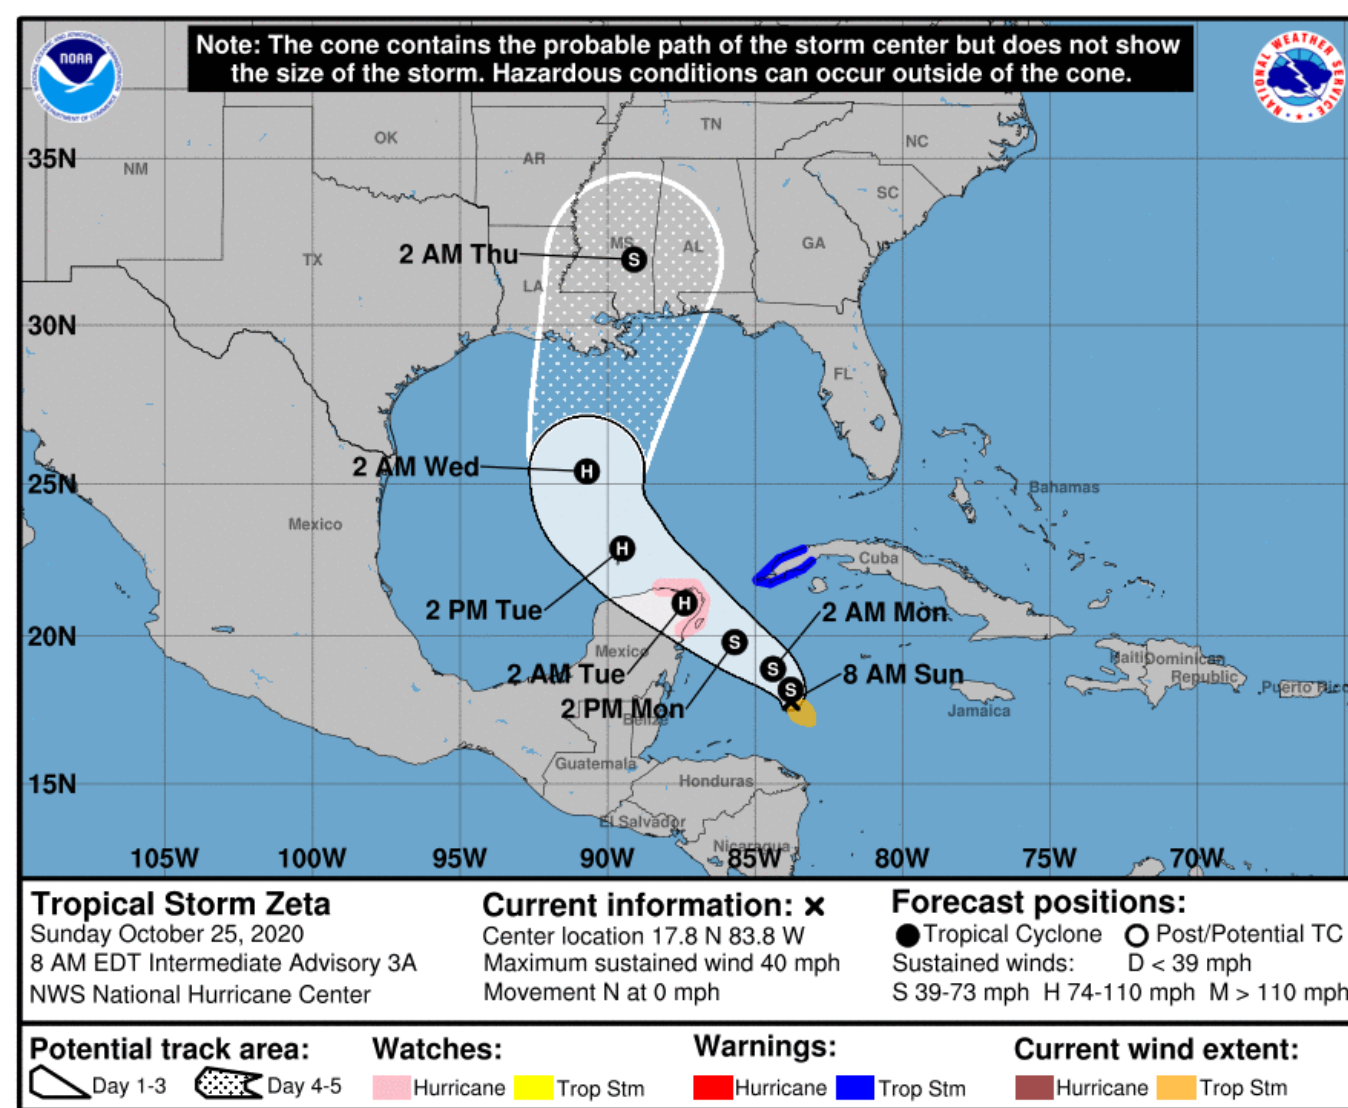 Note: The cone contains the probable path of the storm center but does not show
the size of the storm. Hazardous conditions can occur outside of the cone.
NOAA
NATIONAL WEATHER SERVICE
35N
30N
25N
20N
15N
105W
100W
95W
90W
85W
80W
75W
70W
NM
OK
AR
TN
NC
SC
TX
LA
MS
AL
GA
FL
2 AM Thu
S
2 AM Wed
H
2 PM Tue
H
2 AM Tue
H
2 PM Mon
S
2 AM Mon
S
8 AM Sun
S
Mexico
Mexico
Bahamas
Cuba
Haiti
Dominican
Republic
Puerto Rico
Jamaica
Belize
Guatemala
Honduras
El Salvador
Nicaragua
Tropical Storm Zeta
Sunday October 25, 2020
8 AM EDT Intermediate Advisory 3A
NWS National Hurricane Center
Current information: x
Center location 17.8 N 83.8 W
Maximum sustained wind 40 mph
Movement N at 0 mph
Forecast positions:
Tropical Cyclone Post/Potential TC
Sustained winds: D < 39 mph
S 39-73 mph H 74-110 mph M > 110 mph
Potential track area:
Day 1-3 Day 4-5
Watches:
Hurricane Trop Stm
Warnings:
Hurricane Trop Stm
Current wind extent:
Hurricane Trop Stm